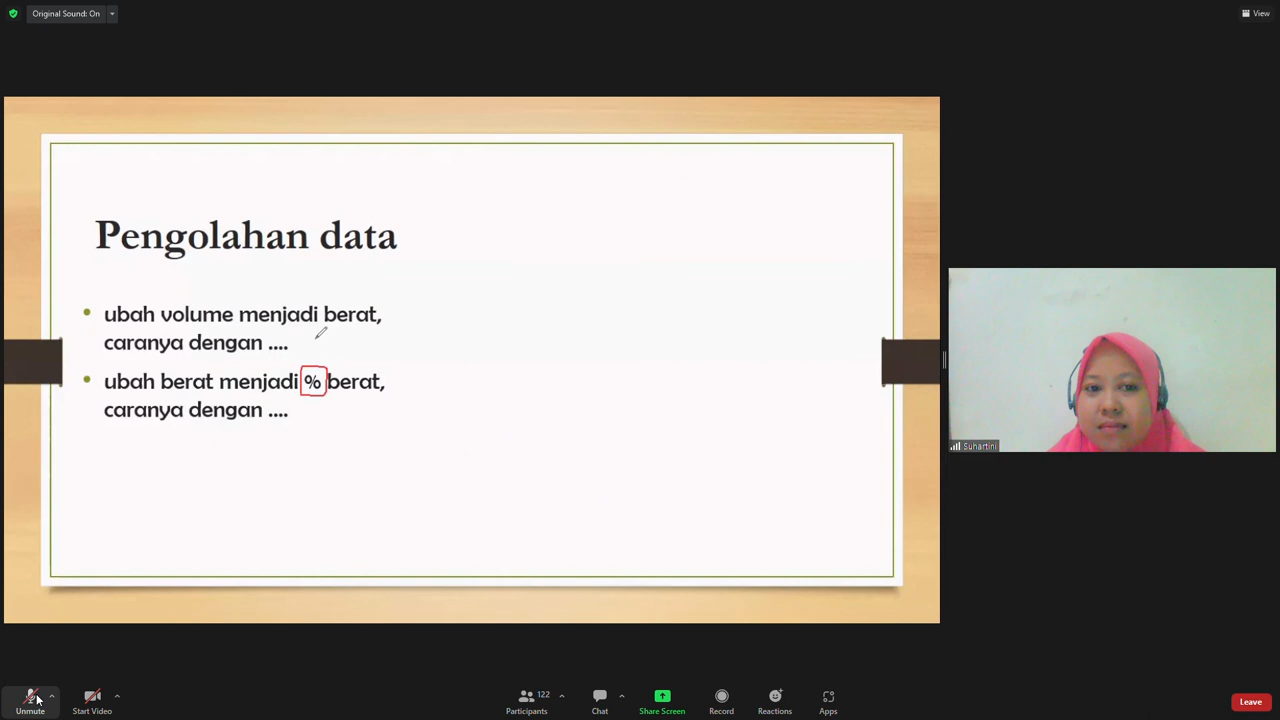 Original Sound: On
View
Pengolahan data
• ubah volume menjadi berat,
caranya dengan ....
• ubah berat menjadi % berat,
caranya dengan ....
Suhartini
Unmute
Start Video
Participants
122
Chat
Share Screen
Record
Reactions
Apps
Leave